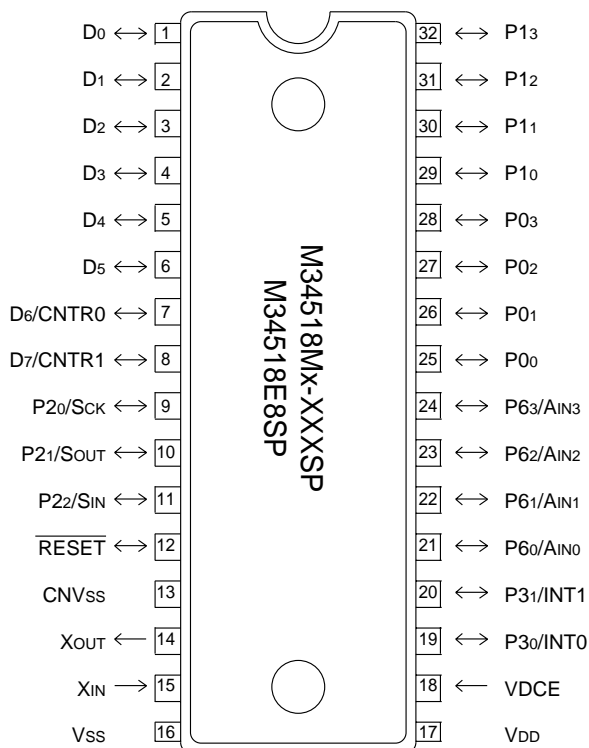 D0 1 32 P13
D1 2 31 P12
D2 3 30 P11
D3 4 29 P10
D4 5 28 P03
D5 6 27 P02
D6/CNTR0 7 26 P01
D7/CNTR1 8 25 P00
P20/SCK 9 24 P63/AIN3
P21/SOUT 10 23 P62/AIN2
P22/SIN 11 22 P61/AIN1
RESET 12 21 P60/AIN0
CNVSS 13 20 P31/INT1
XOUT 14 19 P30/INT0
XIN 15 18 VDCE
VSS 16 17 VDD
M34518Mx-XXXSP
M34518E8SP